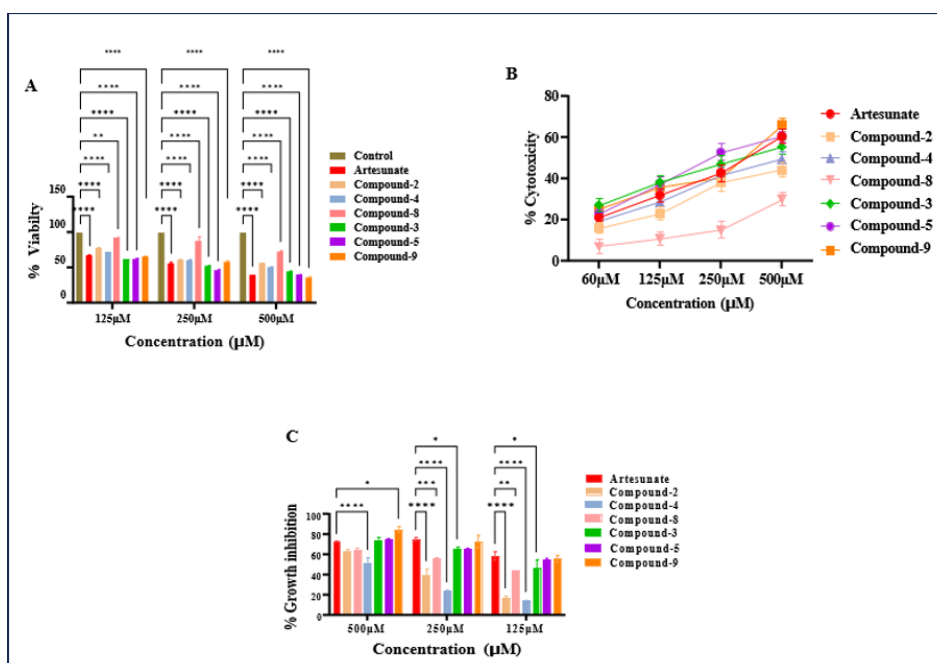 A
**** **** ****
**** **** ****
**** **** ****
** **** ****
**** **** ****
**** **** ****
**** **** ****
% Viabilty
150
100
50
0
125µM 250µM 500µM
Concentration (µM)
Control
Artesunate
Compound-2
Compound-4
Compound-8
Compound-3
Compound-5
Compound-9
B
% Cytotoxicity
80
60
40
20
0
60µM 125µM 250µM 500µM
Concentration (µM)
Artesunate
Compound-2
Compound-4
Compound-8
Compound-3
Compound-5
Compound-9
C
* *
**** ****
* *** **
**** **** ****
% Growth inhibition
100
80
60
40
20
0
500µM 250µM 125µM
Concentration (µM)
Artesunate
Compound-2
Compound-4
Compound-8
Compound-3
Compound-5
Compound-9